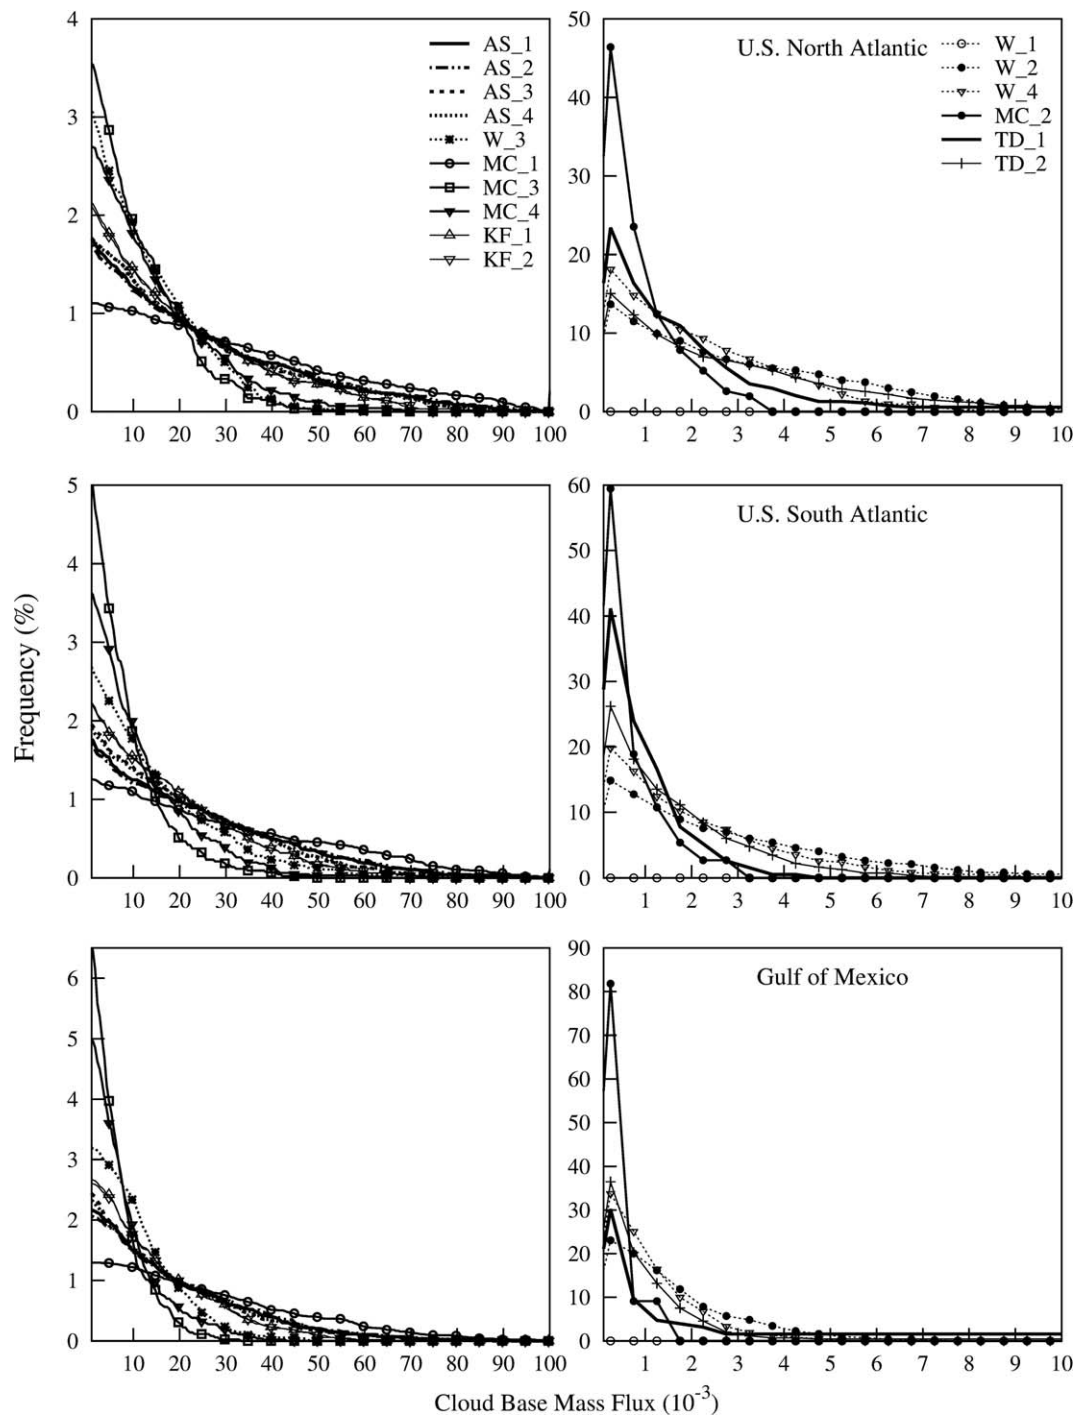 4
3
2
1
0
10 20 30 40 50 60 70 80 90 100
AS_1
AS_2
AS_3
AS_4
W_3
MC_1
MC_3
MC_4
KF_1
KF_2
50
40
30
20
10
0
1 2 3 4 5 6 7 8 9 10
U.S. North Atlantic
W_1
W_2
W_4
MC_2
TD_1
TD_2
Frequency (%)
5
4
3
2
1
0
10 20 30 40 50 60 70 80 90 100
60
50
40
30
20
10
0
1 2 3 4 5 6 7 8 9 10
U.S. South Atlantic
6
5
4
3
2
1
0
10 20 30 40 50 60 70 80 90 100
90
80
70
60
50
40
30
20
10
0
1 2 3 4 5 6 7 8 9 10
Gulf of Mexico
Cloud Base Mass Flux (10⁻³)